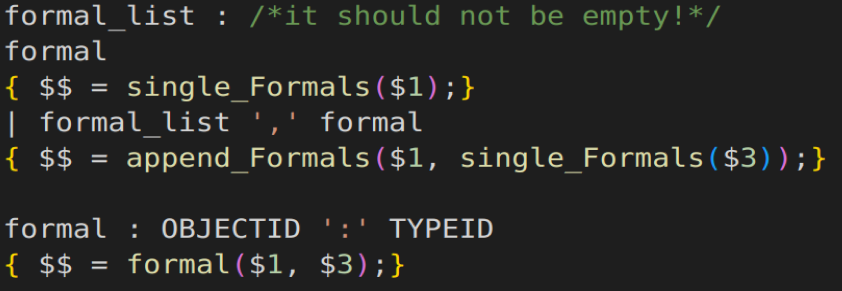 formal_list : /*it should not be empty!*/
formal
{ $$ = single_Formals($1);}
| formal_list ',' formal
{ $$ = append_Formals($1, single_Formals($3));}
formal : OBJECTID ':' TYPEID
{ $$ = formal($1, $3);}